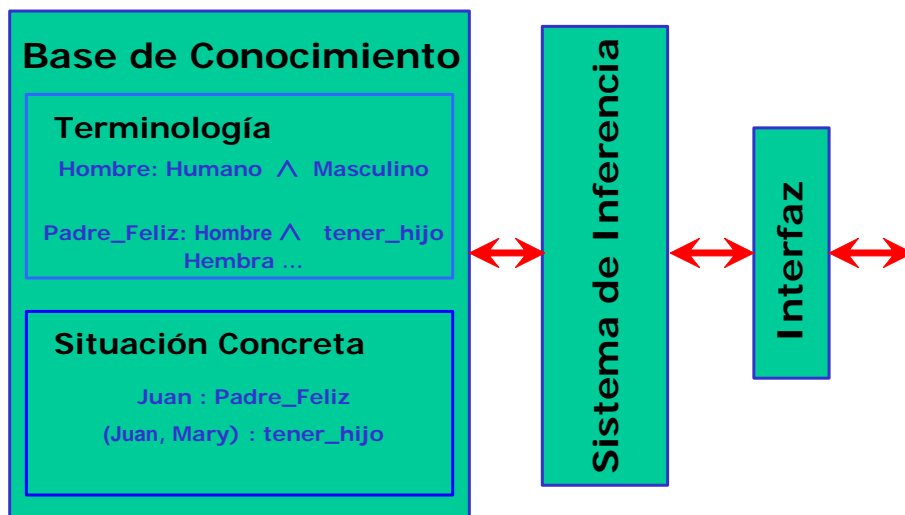 Base de Conocimiento
Terminología
Hombre: Humano ∧ Masculino
Padre_Feliz: Hombre ∧ tener_hijo
Hembra ...
Situación Concreta
Juan : Padre_Feliz
(Juan, Mary) : tener_hijo
Sistema de Inferencia
Interfaz